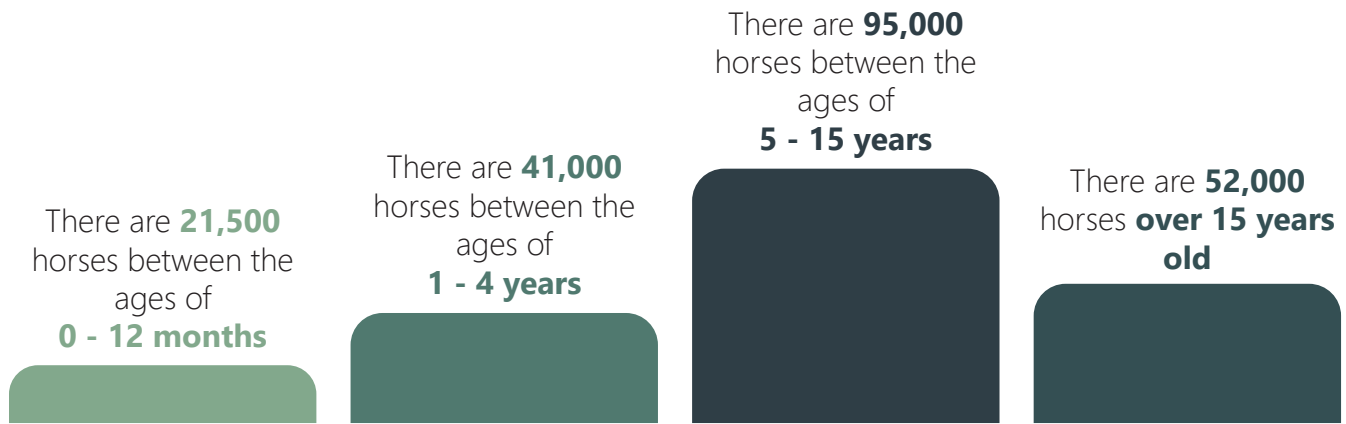 There are 21,500
horses between the
ages of
0 - 12 months
There are 41,000
horses between the
ages of
1 - 4 years
There are 95,000
horses between the
ages of
5 - 15 years
There are 52,000
horses over 15 years
old